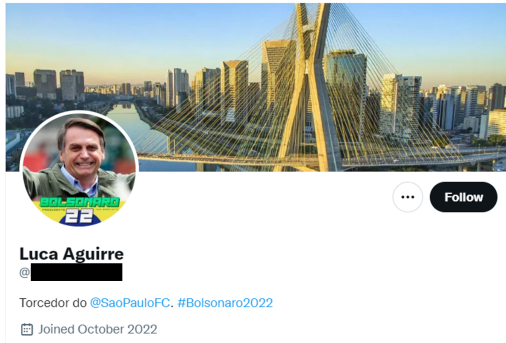 BOLSONARO
22
Follow
Luca Aguirre
@
Torcedor do @SaoPauloFC. #Bolsonaro2022
Joined October 2022